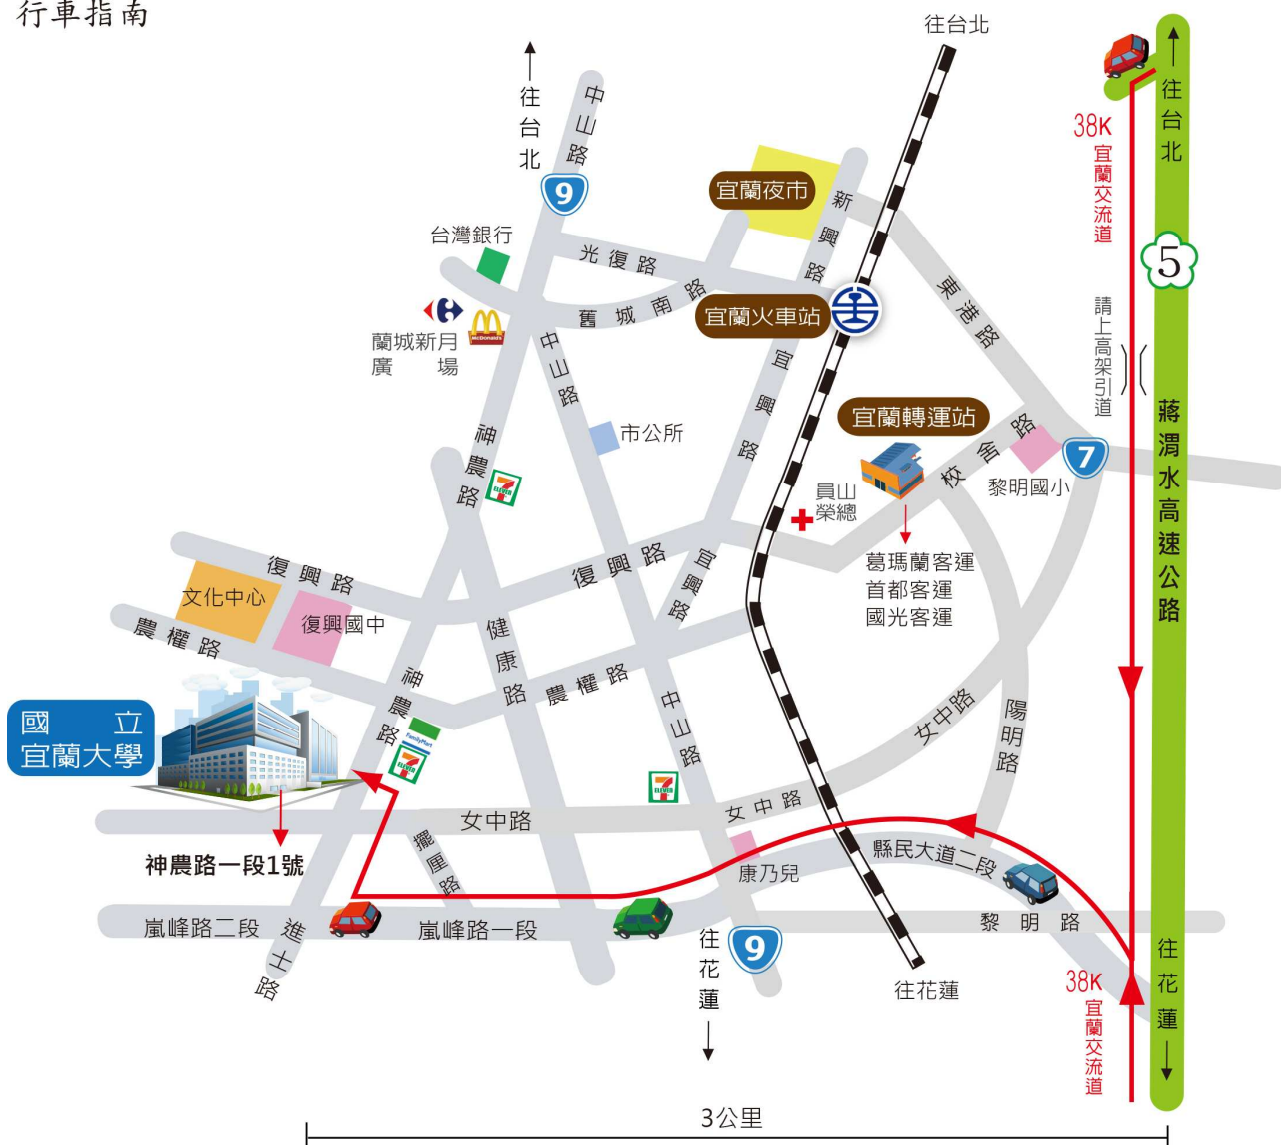 行車指南
往台北
往台北
中山路
9
往台北
38K
宜蘭交流道
5
宜蘭夜市
新興路
台灣銀行
光復路
舊城南路
宜蘭火車站
東港路
請上高架引道
蘭城新月
廣場
McDonald's
中山路
宜興路
宜蘭轉運站
蔣渭水高速公路
神農路
市公所
校舍路
7
黎明國小
7
ELEVEN
員山
榮總
葛瑪蘭客運
首都客運
國光客運
復興路
復興路
宜興路
文化中心
復興國中
農權路
健康路
農權路
神農路
中山路
女中路
陽明路
國立
宜蘭大學
FamilyMart
7
ELEVEN
7
ELEVEN
女中路
女中路
神農路一段1號
擺厘路
康乃兒
縣民大道二段
嵐峰路二段
進士路
嵐峰路一段
黎明路
往花蓮
9
往花蓮
往花蓮
38K
宜蘭交流道
3公里